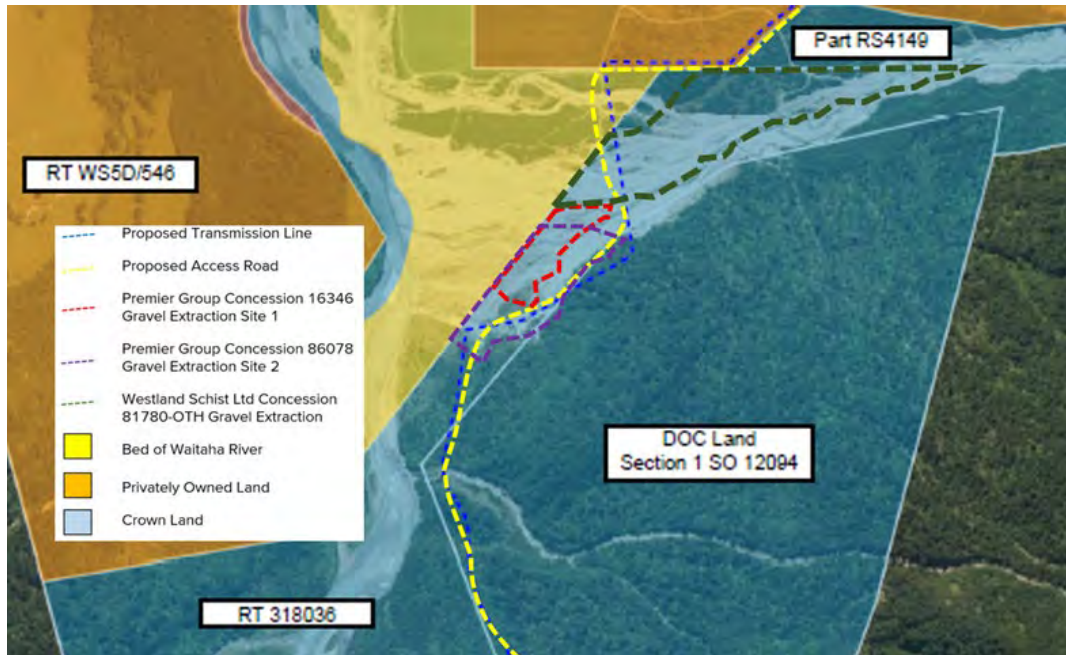 Part RS4149
RT WS5D/546
Proposed Transmission Line
Proposed Access Road
Premier Group Concession 16346
Gravel Extraction Site 1
Premier Group Concession 86078
Gravel Extraction Site 2
Westland Schist Ltd Concession
81780-OTH Gravel Extraction
Bed of Waitaha River
Privately Owned Land
Crown Land
DOC Land
Section 1 SO 12094
RT 318036